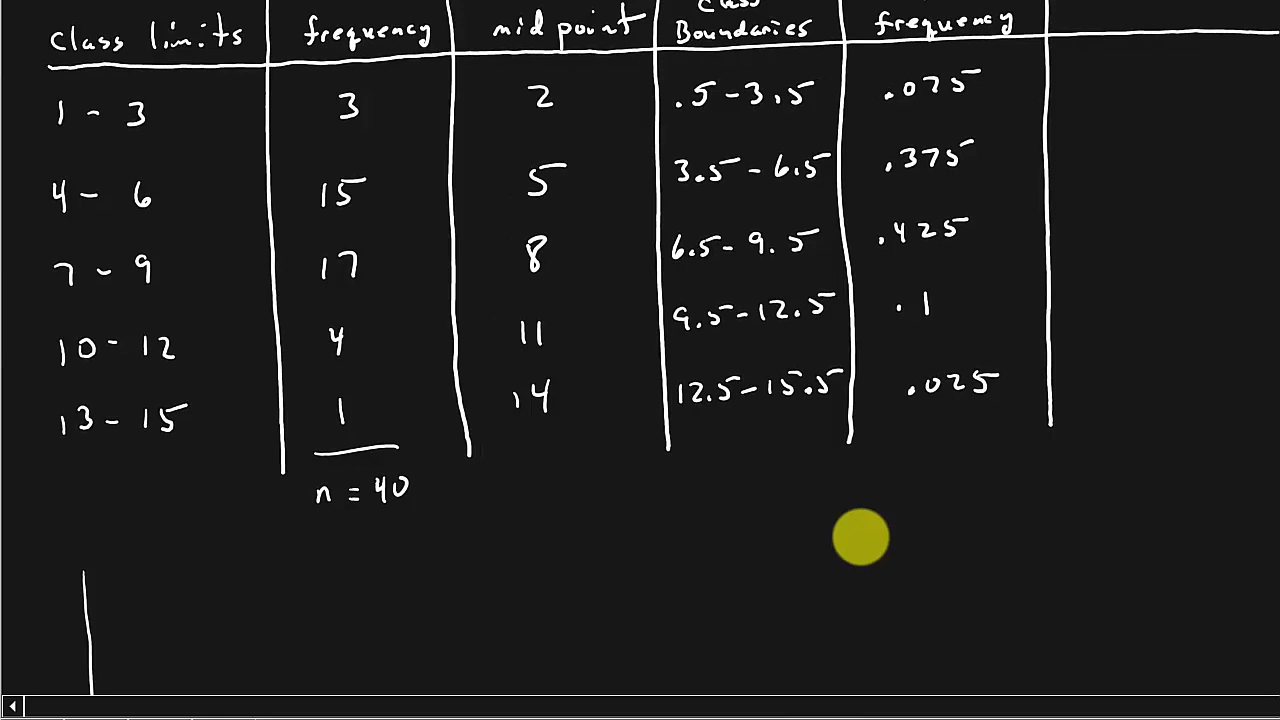 class limits frequency mid point Class Boundaries frequency
1 - 3 3 2 .5-3.5 .075
4 - 6 15 5 3.5-6.5 .375
7 - 9 17 8 6.5-9.5 .425
10 - 12 4 11 9.5-12.5 .1
13 - 15 1 14 12.5-15.5 .025
n = 40